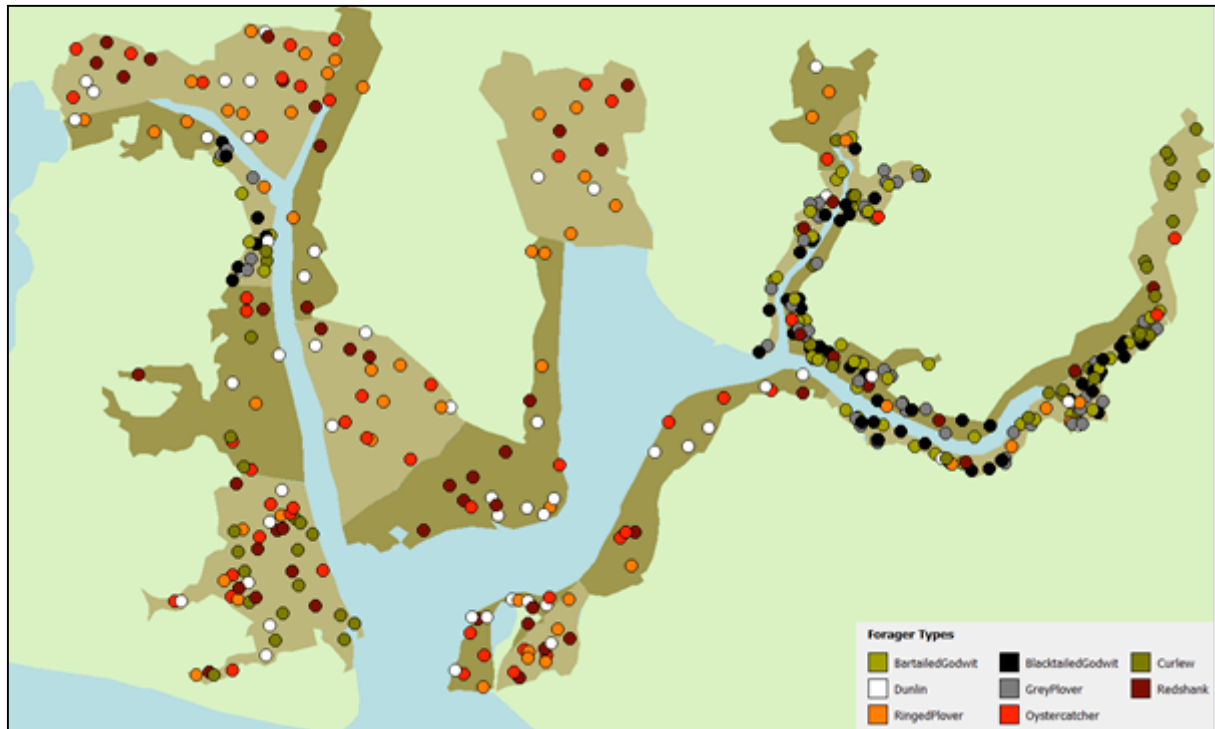 Forager Types
BartailedGodwit BlacktailedGodwit Curlew
Dunlin GreyPlover Redshank
RingedPlover Oystercatcher